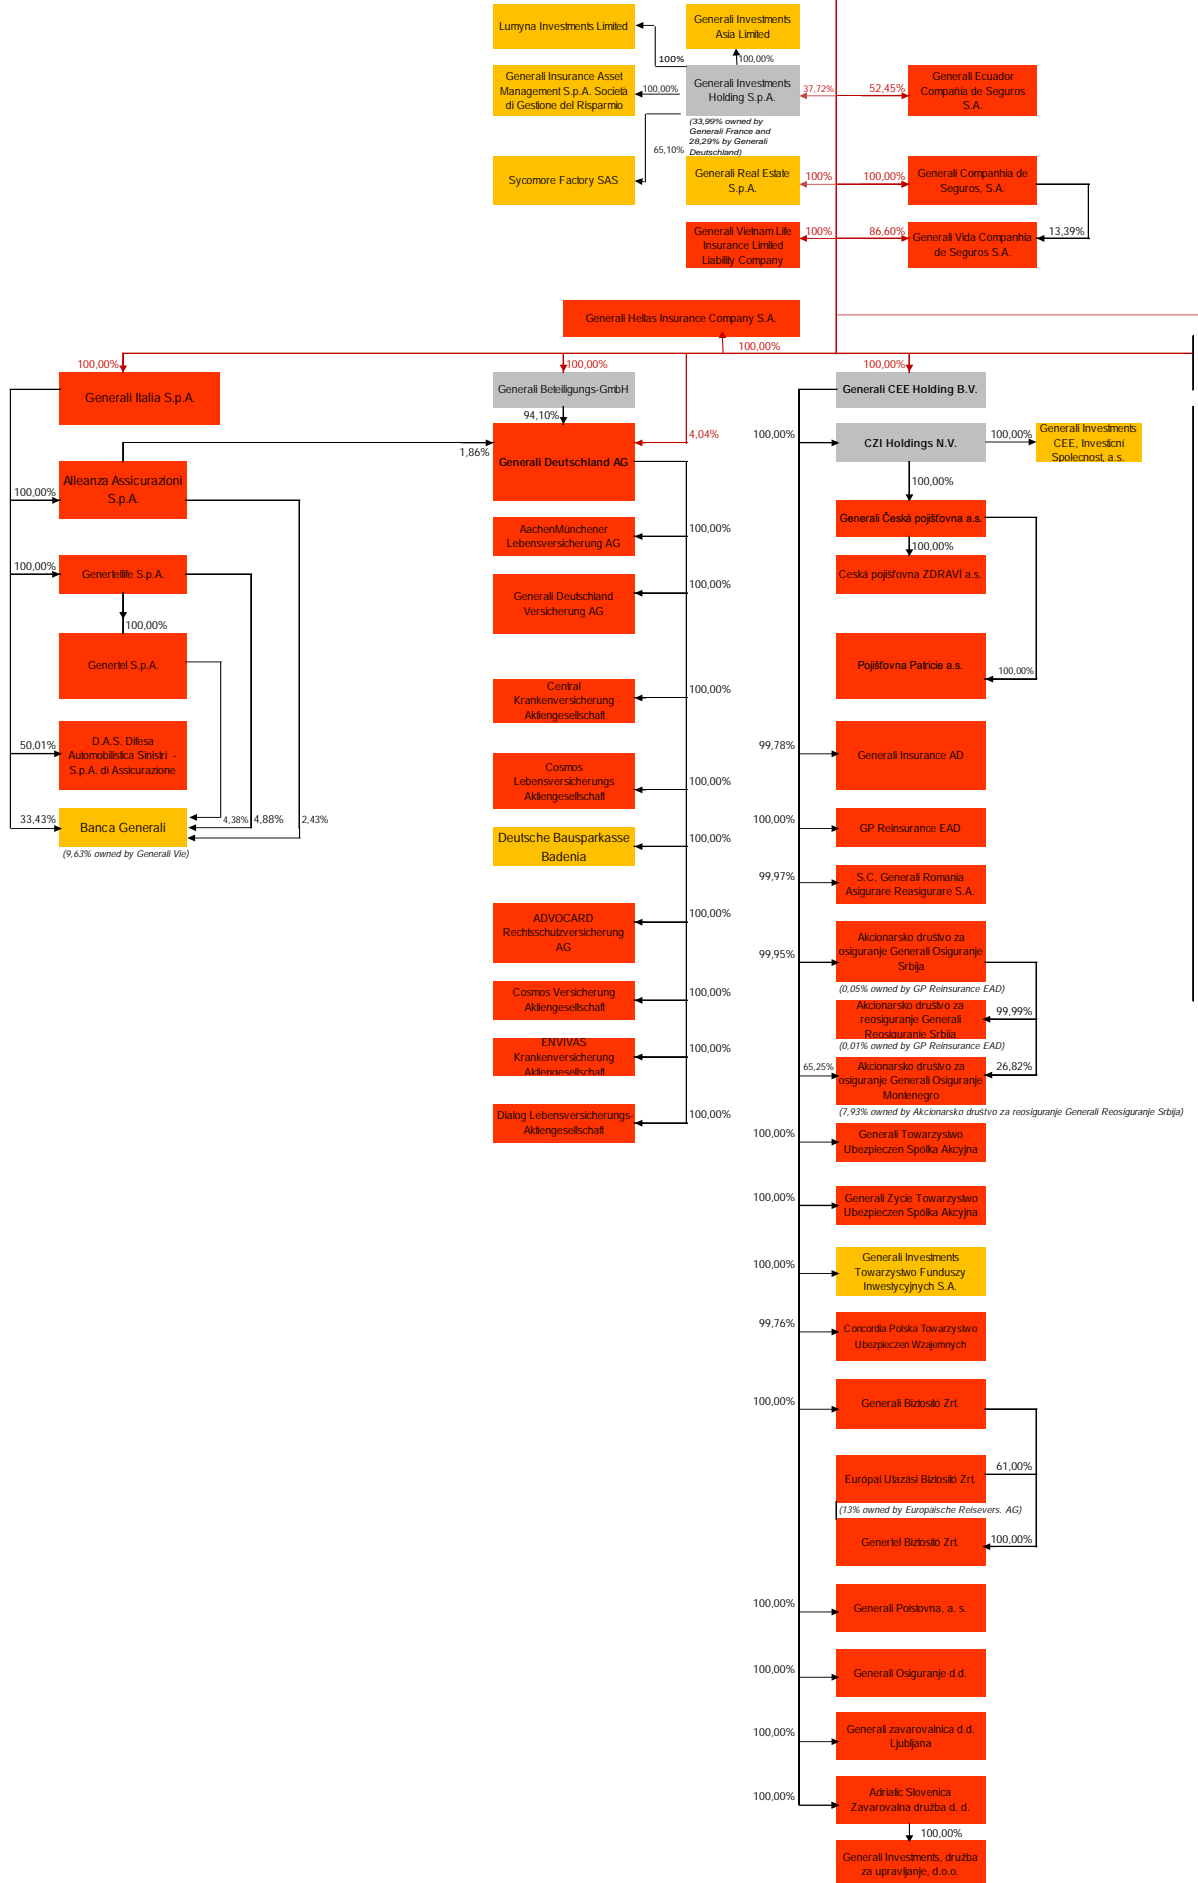 Lumyna Investments Limited
Generali Investments
Asia Limited
100%
100,00%
Generali Insurance Asset
Management S.p.A. Società
di Gestione del Risparmio
100,00%
Generali Investments
Holding S.p.A.
37,72%
52,45%
Generali Ecuador
Compañía de Seguros
S.A.
(33,99% owned by
Generali France and
28,29% by Generali
Deutschland)
65,10%
Sycomore Factory SAS
Generali Real Estate
S.p.A.
100%
100,00%
Generali Companhia de
Seguros, S.A.
Generali Vietnam Life
Insurance Limited
Liability Company
100%
86,60%
Generali Vida Companhia
de Seguros S.A.
13,39%
Generali Hellas Insurance Company S.A.
100,00%
100,00%
100,00%
100,00%
Generali Italia S.p.A.
Generali Beteiligungs-GmbH
Generali CEE Holding B.V.
94,10%
1,86%
Generali Deutschland AG
4,04%
100,00%
CZI Holdings N.V.
100,00%
Generali Investments
CEE, Investicní
Spolecnost, a.s.
100,00%
Alleanza Assicurazioni
S.p.A.
100,00%
Generali Česká pojišťovna a.s.
AachenMünchener
Lebensversicherung AG
100,00%
100,00%
100,00%
Genertellife S.p.A.
Ceská pojišťovna ZDRAVÍ a.s.
Generali Deutschland
Versicherung AG
100,00%
100,00%
Genertel S.p.A.
Pojišťovna Patricie a.s.
100,00%
Central
Krankenversicherung
Aktiengesellschaft
100,00%
50,01%
D.A.S. Difesa
Automobilistica Sinistri -
S.p.A. di Assicurazione
99,78%
Generali Insurance AD
Cosmos
Lebensversicherungs
Aktiengesellschaft
100,00%
33,43%
Banca Generali
4,38%
4,88%
2,43%
(9,63% owned by Generali Vie)
Deutsche Bausparkasse
Badenia
100,00%
100,00%
GP Reinsurance EAD
99,97%
S.C. Generali Romania
Asigurare Reasigurare S.A.
ADVOCARD
Rechtsschutzversicherung
AG
100,00%
99,95%
Akcionarsko društvo za
osiguranje Generali Osiguranje
Srbija
(0,05% owned by GP Reinsurance EAD)
Cosmos Versicherung
Aktiengesellschaft
100,00%
Akcionarsko društvo za
reosiguranje Generali
Reosiguranje Srbija
99,99%
(0,01% owned by GP Reinsurance EAD)
ENVIVAS
Krankenversicherung
Aktiengesellschaft
100,00%
65,25%
Akcionarsko društvo za
osiguranje Generali Osiguranje
Montenegro
26,82%
(7,93% owned by Akcionarsko društvo za reosiguranje Generali Reosiguranje Srbija)
Dialog Lebensversicherungs-
Aktiengesellschaft
100,00%
100,00%
Generali Towarzystwo
Ubezpieczen Spólka Akcyjna
100,00%
Generali Zycie Towarzystwo
Ubezpieczen Spólka Akcyjna
100,00%
Generali Investments
Towarzystwo Funduszy
Inwestycyjnych S.A.
99,76%
Concordia Polska Towarzystwo
Ubezpieczen Wzajemnych
100,00%
Generali Biztosító Zrt.
Európai Utazási Biztosító Zrt.
61,00%
(13% owned by Europäische Reisevers. AG)
Genertel Biztosító Zrt.
100,00%
100,00%
Generali Poistovna, a. s.
100,00%
Generali Osiguranje d.d.
100,00%
Generali zavarovalnica d.d.
Ljubljana
100,00%
Adriatic Slovenica
Zavarovalna družba d. d.
100,00%
Generali Investments, družba
za upravljanje, d.o.o.